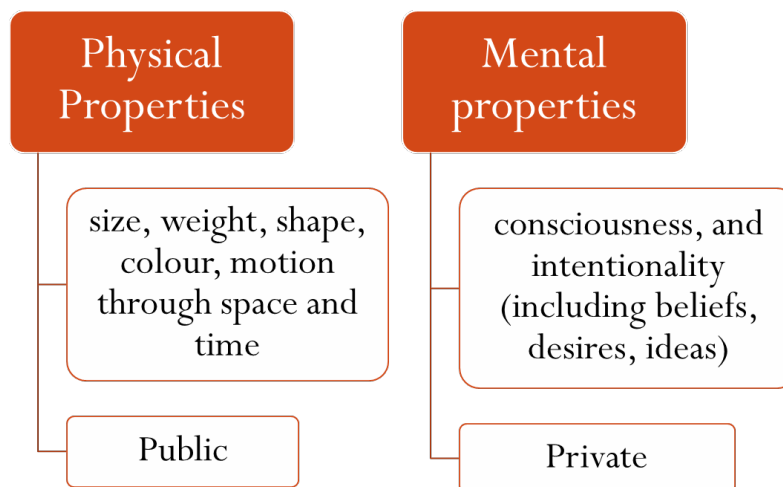 Physical
Properties
size, weight, shape,
colour, motion
through space and
time
Public
Mental
properties
consciousness, and
intentionality
(including beliefs,
desires, ideas)
Private